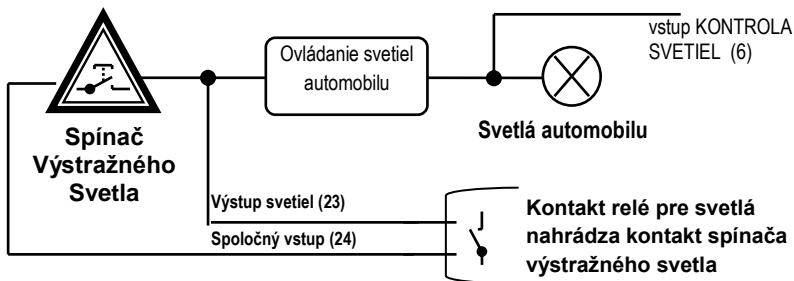 vstup KONTROLA
SVETIEL (6)
Ovládanie svetiel
automobilu
Svetlá automobilu
Spínač
Výstražného
Svetla
Výstup svetiel (23)
Spoločný vstup (24)
Kontakt relé pre svetlá
nahrádza kontakt spínača
výstražného svetla